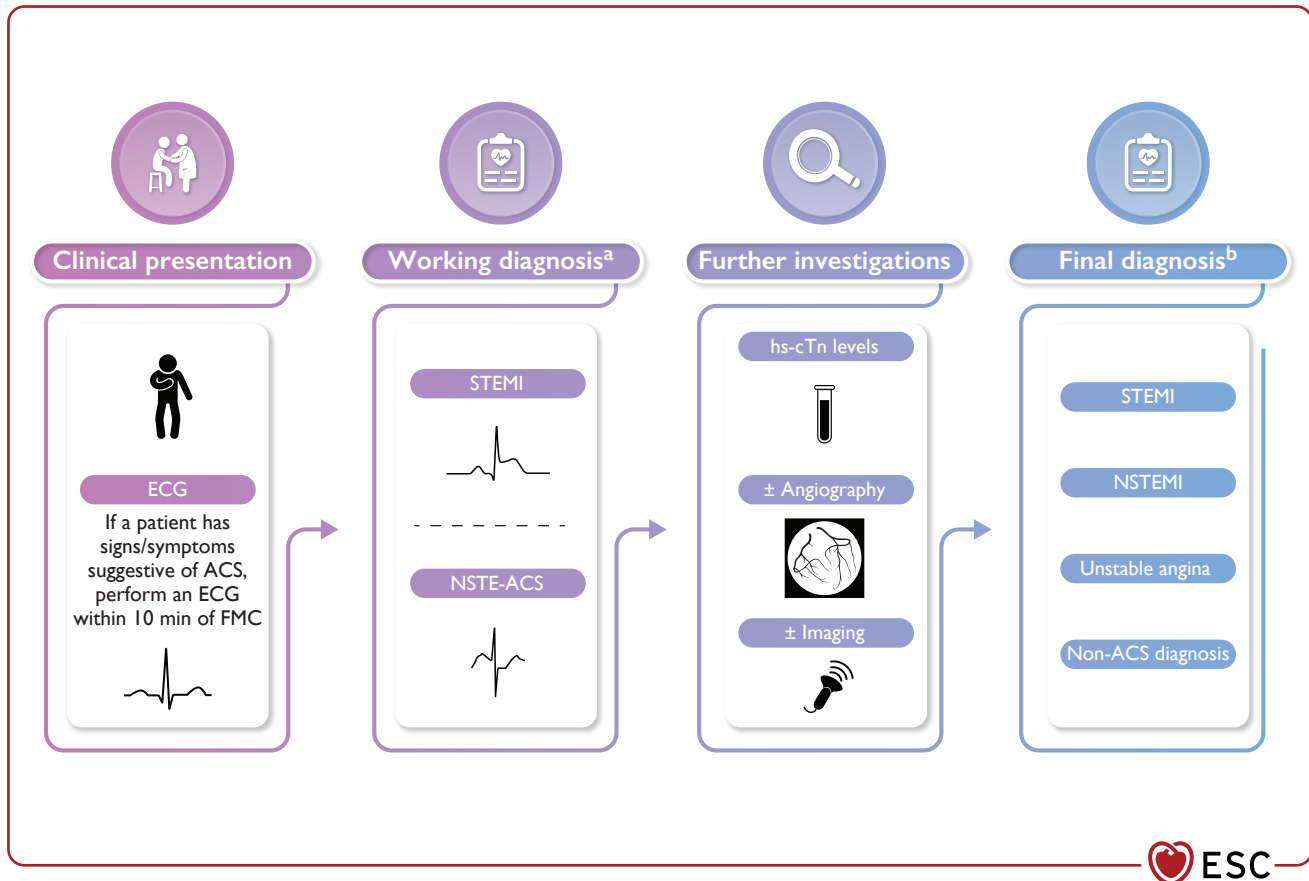 Clinical presentation
ECG
If a patient has
signs/symptoms
suggestive of ACS,
perform an ECG
within 10 min of FMC
Working diagnosisᵃ
STEMI
NSTE-ACS
Further investigations
hs-cTn levels
± Angiography
± Imaging
Final diagnosisᵇ
STEMI
NSTEMI
Unstable angina
Non-ACS diagnosis
ESC